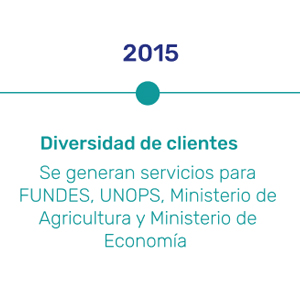 2015
Diversidad de clientes
Se generan servicios para
FUNDES, UNOPS, Ministerio de
Agricultura y Ministerio de
Economía